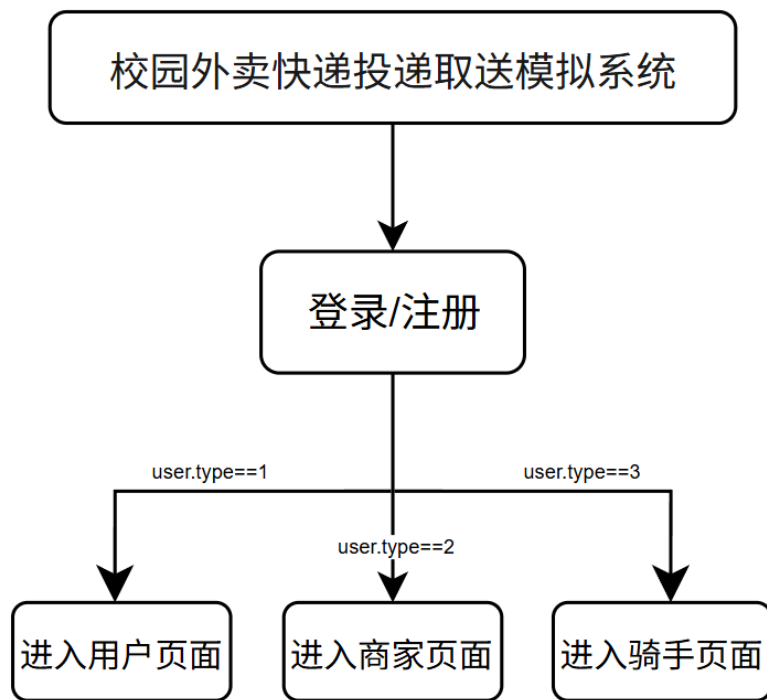 校园外卖快递投递取送模拟系统
登录/注册
user.type==1
user.type==3
user.type==2
进入用户页面
进入商家页面
进入骑手页面